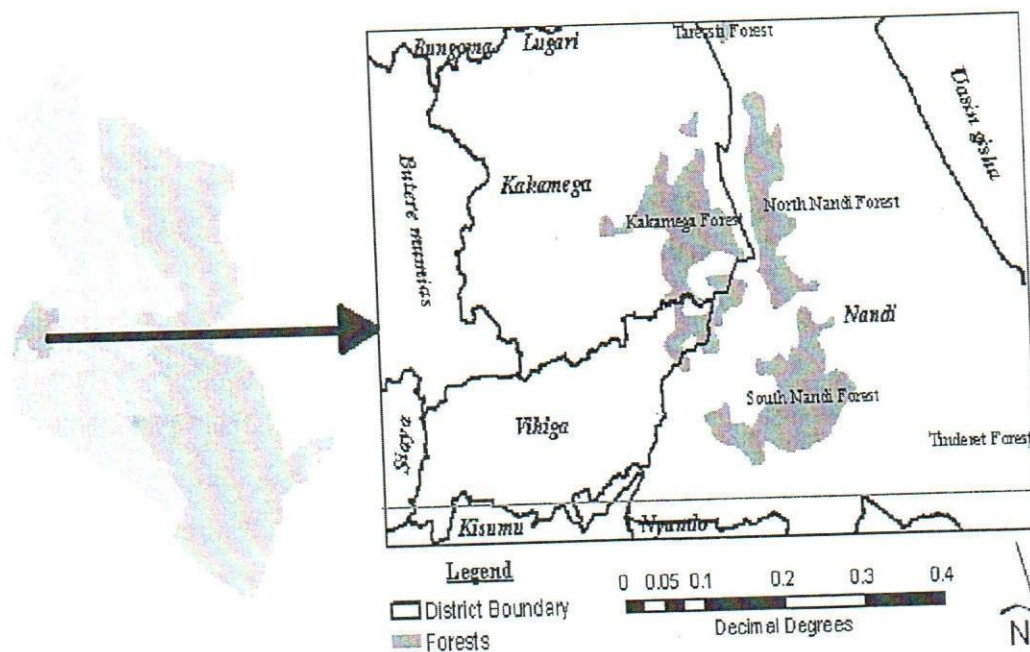 Taressia Forest
Bungoma
Lugari
Uasin gisha
Butere mumias
Kakamega
Kakamega Forest
North Nandi Forest
Nandi
South Nandi Forest
Siaya
Vihiga
Tinderet Forest
Kisumu
Nyando
Legend
0 0.05 0.1 0.2 0.3 0.4
District Boundary
Decimal Degrees
Forests
N